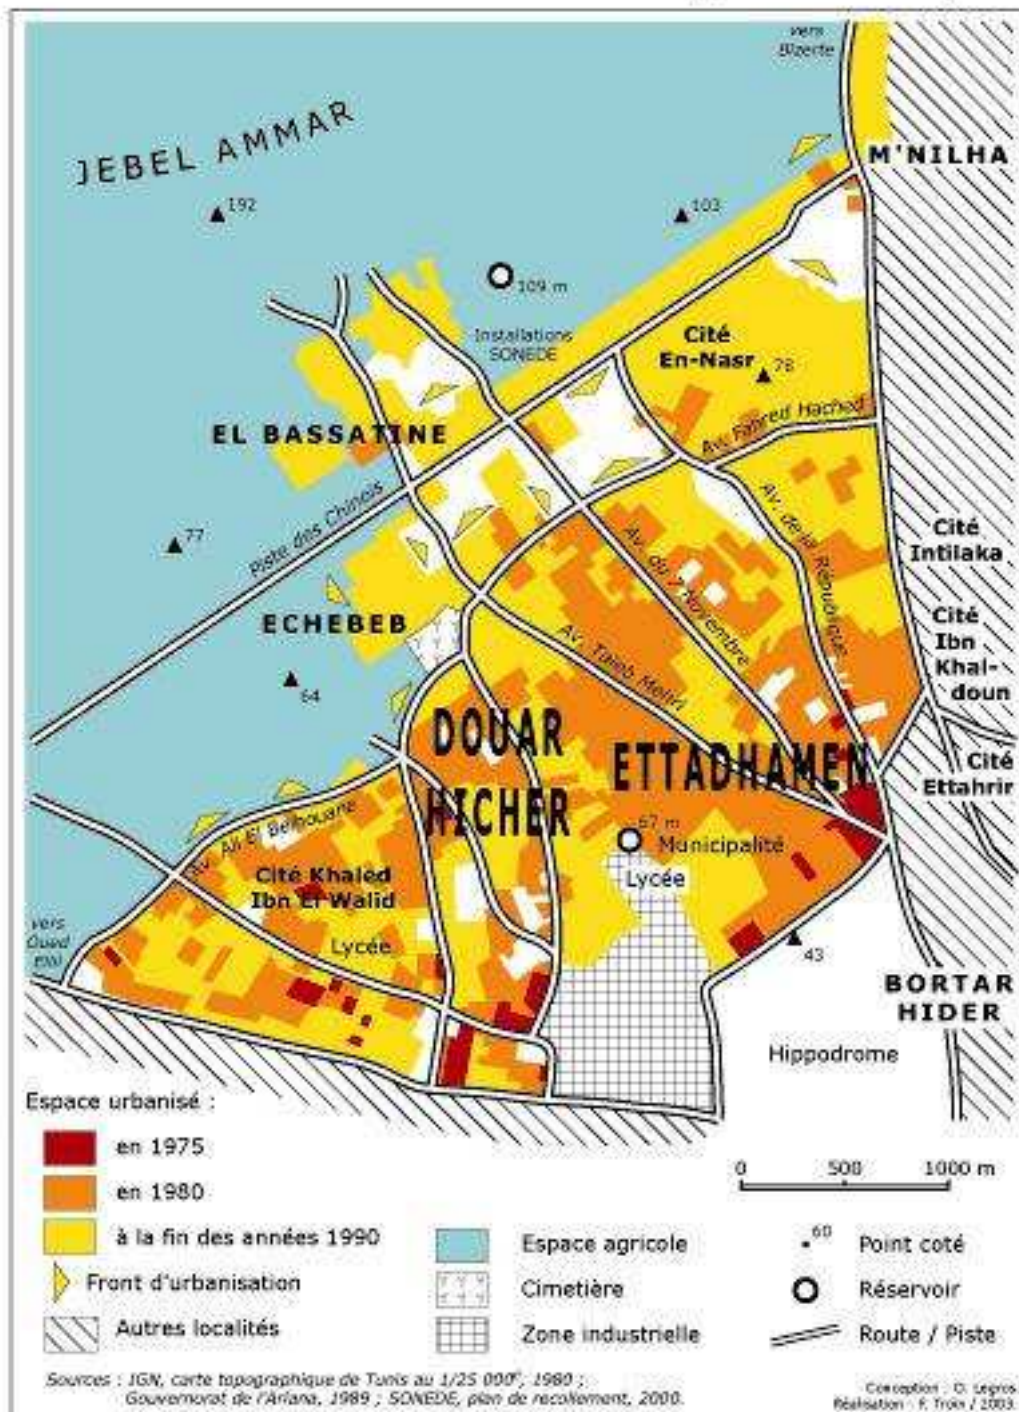 vers
Bizerte
JEBEL AMMAR
M'NILHA
192
103
109 m
Installations
SONEDE
Cité
En-Nasr
78
EL BASSATINE
Av. Fahred Hached
Piste des Chinois
77
Av. de la République
Cité
Intilaka
Av. du 7 Novembre
ECHEBEB
Cité
Ibn
Khal-
doun
Av. Taieb Mehiri
64
DOUAR
HICHER
ETTADHAMEN
Cité
Ettahrir
67 m
Municipalité
Av. Ali El Belhouane
Lycée
Cité Khaled
Ibn El Walid
vers
Oued
Ellil
Lycée
43
BORTAR
HIDER
Hippodrome
Espace urbanisé :
en 1975
en 1980
à la fin des années 1990
Front d'urbanisation
Autres localités
Espace agricole
Cimetière
Zone industrielle
0 500 1000 m
60 Point coté
Réservoir
Route / Piste
Sources : IGN, carte topographique de Tunis au 1/25 000e, 1980 ;
Gouvernorat de l'Ariana, 1989 ; SONEDE, plan de recollement, 2000.
Conception : O. Legros
Réalisation : F. Troin / 2003.